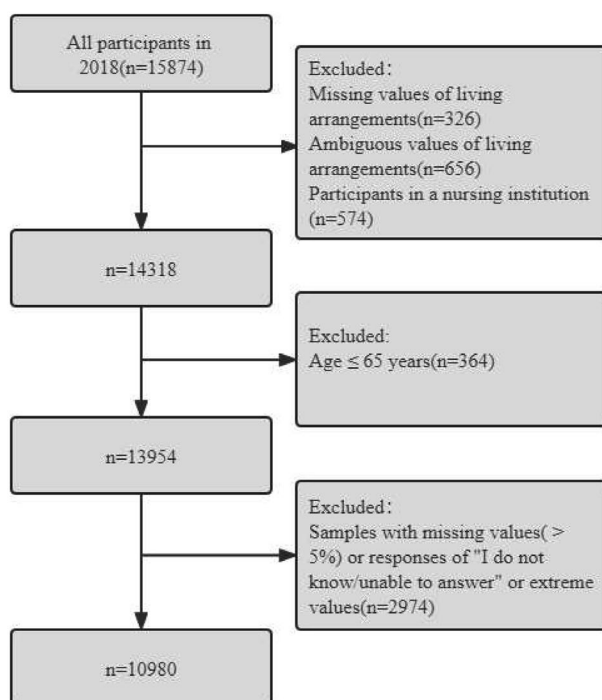 All participants in
2018(n=15874)
Excluded:
Missing values of living
arrangements(n=326)
Ambiguous values of living
arrangements(n=656)
Participants in a nursing institution
(n=574)
n=14318
Excluded:
Age ≤ 65 years(n=364)
n=13954
Excluded:
Samples with missing values( >
5%) or responses of "I do not
know/unable to answer" or extreme
values(n=2974)
n=10980